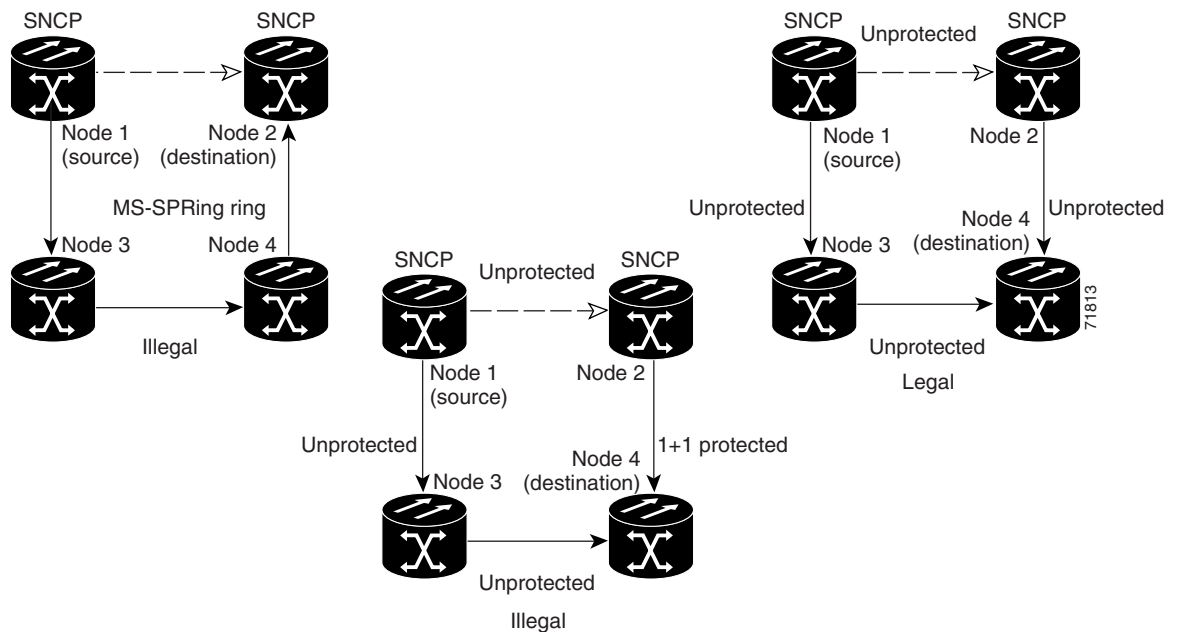 SNCP
SNCP
Node 1
(source)
Node 2
(destination)
MS-SPRing ring
Node 3
Node 4
Illegal
SNCP
Unprotected
SNCP
Node 1
(source)
Node 2
Unprotected
1+1 protected
Node 3
Node 4
(destination)
Unprotected
Illegal
SNCP
Unprotected
SNCP
Node 1
(source)
Node 2
Unprotected
Unprotected
Node 3
Node 4
(destination)
71813
Unprotected
Legal